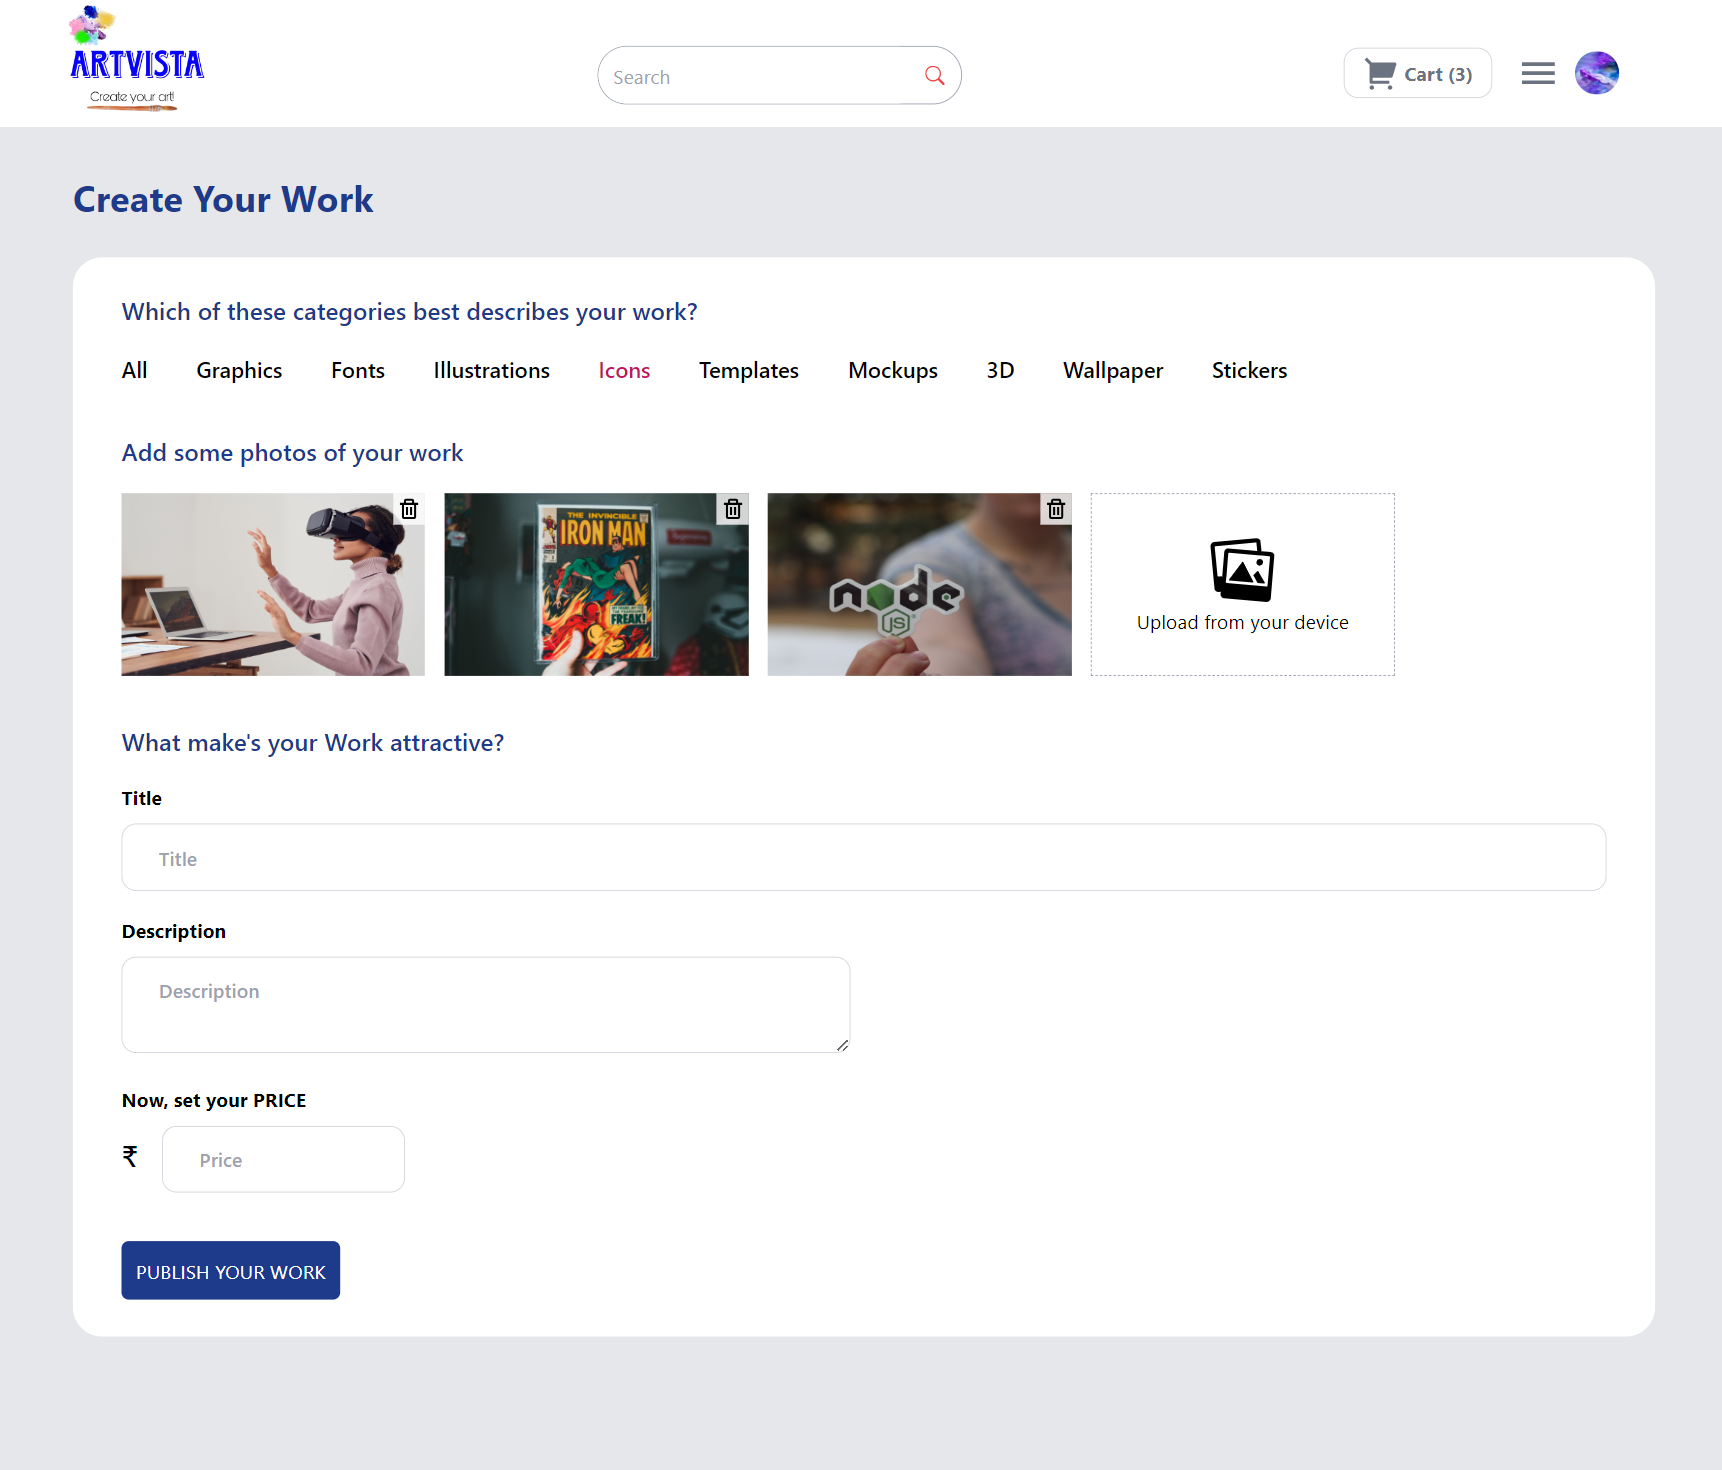 ARTVISTA
Create your art!
Search
Cart (3)
Create Your Work
Which of these categories best describes your work?
All Graphics Fonts Illustrations Icons Templates Mockups 3D Wallpaper Stickers
Add some photos of your work
THE INVINCIBLE
IRON MAN
FREAK!
node
JS
Upload from your device
What make's your Work attractive?
Title
Title
Description
Description
Now, set your PRICE
₹ Price
PUBLISH YOUR WORK